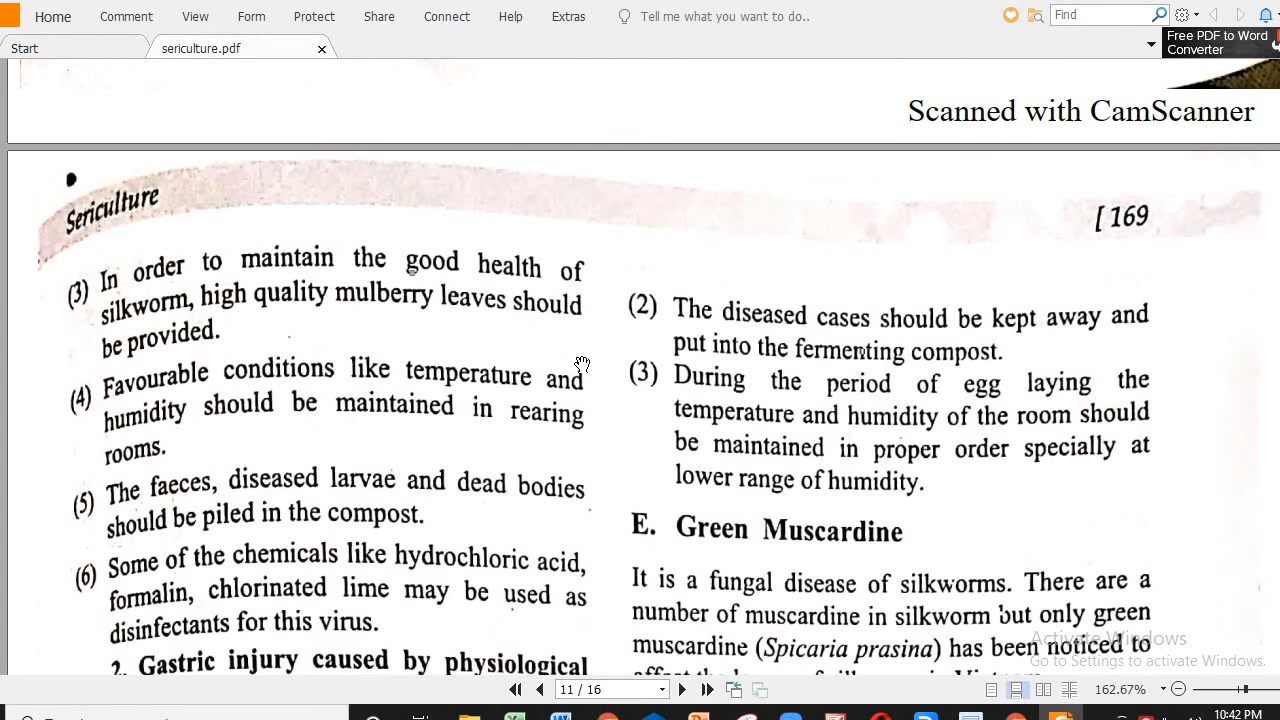 Home Comment View Form Protect Share Connect Help Extras Tell me what you want to do.. Find
Start sericulture.pdf x Free PDF to Word
Converter
Scanned with CamScanner
Sericulture
[ 169
(3) In order to maintain the good health of
silkworm, high quality mulberry leaves should
be provided.
(4) Favourable conditions like temperature and
humidity should be maintained in rearing
rooms.
(5) The faeces, diseased larvae and dead bodies
should be piled in the compost.
(6) Some of the chemicals like hydrochloric acid,
formalin, chlorinated lime may be used as
disinfectants for this virus.
2. Gastric injury caused by physiological
(2) The diseased cases should be kept away and
put into the fermenting compost.
(3) During the period of egg laying the
temperature and humidity of the room should
be maintained in proper order specially at
lower range of humidity.
E. Green Muscardine
It is a fungal disease of silkworms. There are a
number of muscardine in silkworm but only green
muscardine (Spicaria prasina) has been noticed to
Activate Windows
Go to Settings to activate Windows.
11 / 16
162.67%
10:42 PM